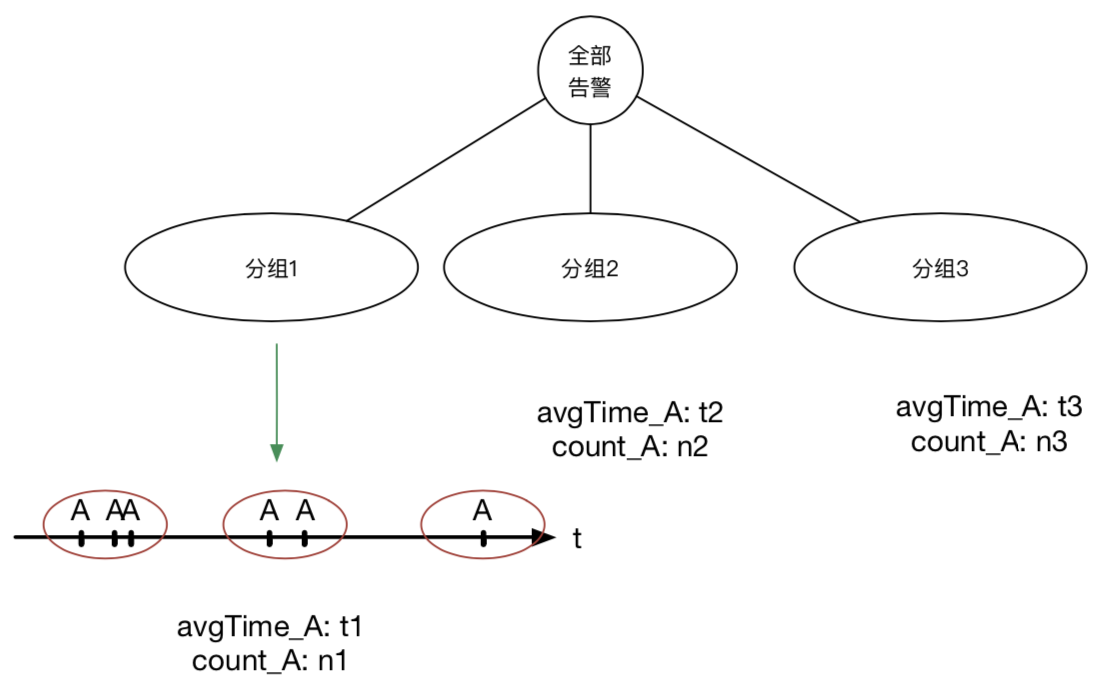 全部
告警
分组1
分组2
分组3
avgTime_A: t2
count_A: n2
avgTime_A: t3
count_A: n3
A AA A A A
t
avgTime_A: t1
count_A: n1